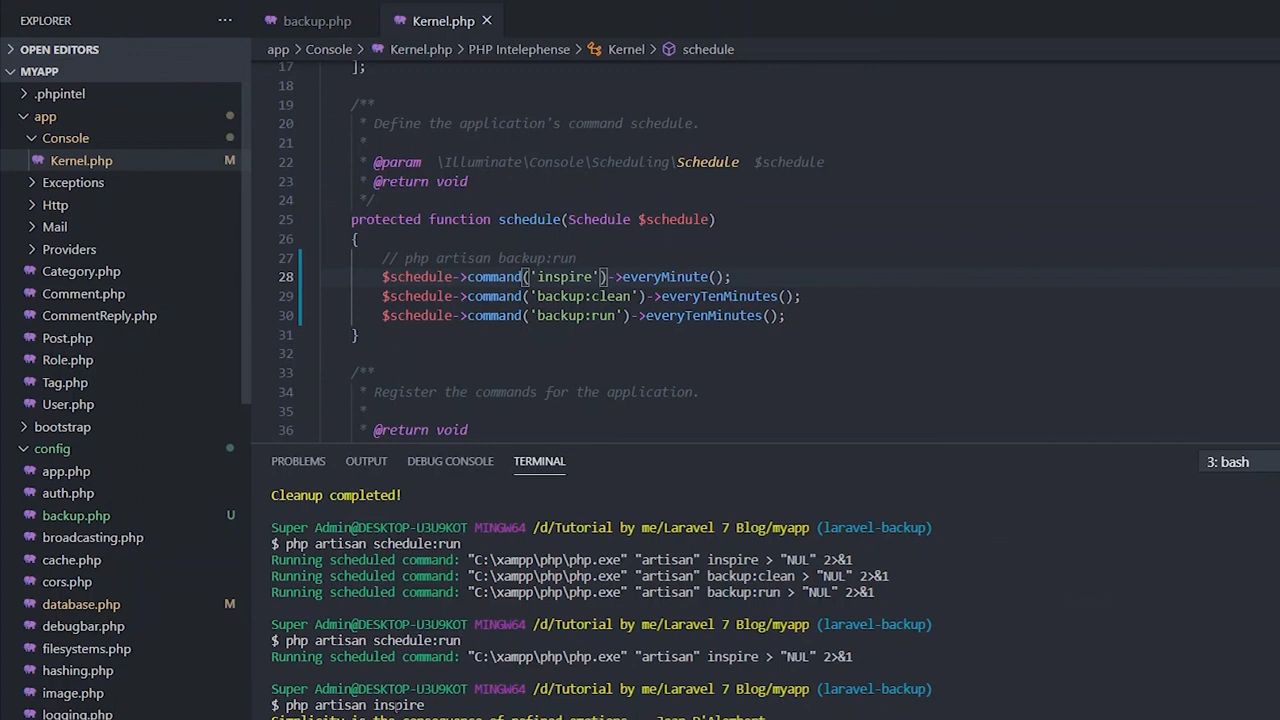 EXPLORER ···
OPEN EDITORS
MYAPP
.phpintel
app
Console
Kernel.php M
Exceptions
Http
Mail
Providers
Category.php
Comment.php
CommentReply.php
Post.php
Role.php
Tag.php
User.php
bootstrap
config
app.php
auth.php
backup.php U
broadcasting.php
cache.php
cors.php
database.php M
debugbar.php
filesystems.php
hashing.php
image.php
logging.php
backup.php Kernel.php ×
app > Console > Kernel.php > PHP Intelephense > Kernel > schedule
17 ];
18
19 /**
20 * Define the application's command schedule.
21 *
22 * @param \Illuminate\Console\Scheduling\Schedule $schedule
23 * @return void
24 */
25 protected function schedule(Schedule $schedule)
26 {
27 // php artisan backup:run
28 $schedule->command('inspire')->everyMinute();
29 $schedule->command('backup:clean')->everyTenMinutes();
30 $schedule->command('backup:run')->everyTenMinutes();
31 }
32
33 /**
34 * Register the commands for the application.
35 *
36 * @return void
PROBLEMS OUTPUT DEBUG CONSOLE TERMINAL 3: bash
Cleanup completed!
Super Admin@DESKTOP-U3U9KOT MINGW64 /d/Tutorial by me/Laravel 7 Blog/myapp (laravel-backup)
$ php artisan schedule:run
Running scheduled command: "C:\xampp\php\php.exe" "artisan" inspire > "NUL" 2>&1
Running scheduled command: "C:\xampp\php\php.exe" "artisan" backup:clean > "NUL" 2>&1
Running scheduled command: "C:\xampp\php\php.exe" "artisan" backup:run > "NUL" 2>&1
Super Admin@DESKTOP-U3U9KOT MINGW64 /d/Tutorial by me/Laravel 7 Blog/myapp (laravel-backup)
$ php artisan schedule:run
Running scheduled command: "C:\xampp\php\php.exe" "artisan" inspire > "NUL" 2>&1
Super Admin@DESKTOP-U3U9KOT MINGW64 /d/Tutorial by me/Laravel 7 Blog/myapp (laravel-backup)
$ php artisan inspire
Simplicity is the consequence of refined emotions. - Jean D'Alembert